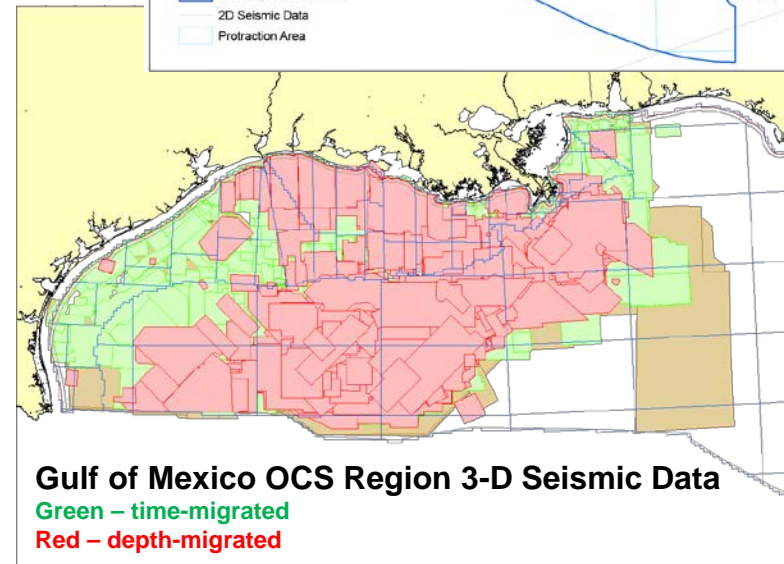 2D Seismic Data
Protraction Area
Gulf of Mexico OCS Region 3-D Seismic Data
Green – time-migrated
Red – depth-migrated